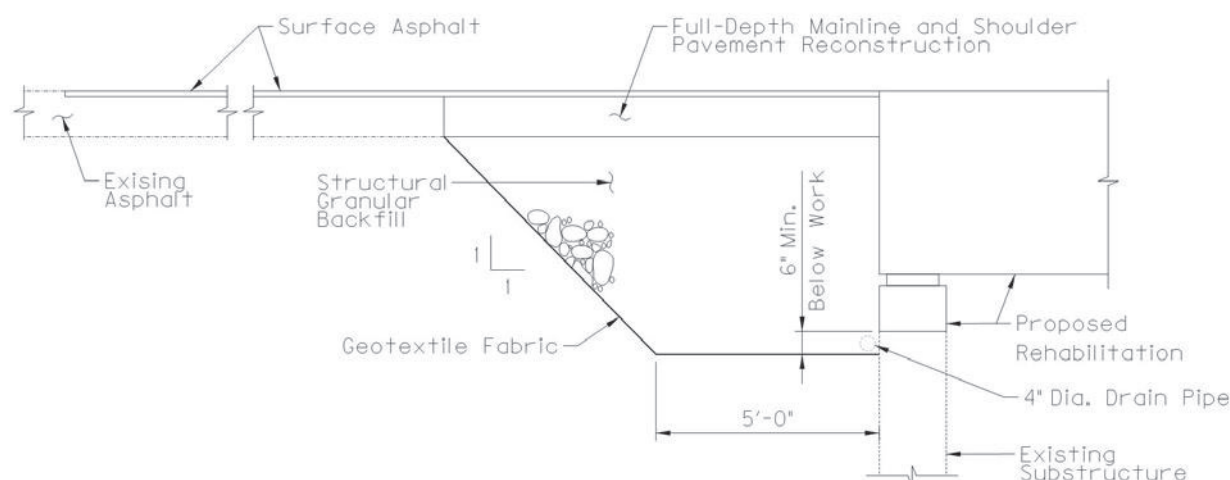 Surface Asphalt
Full-Depth Mainline and Shoulder
Pavement Reconstruction
Exising
Asphalt
Structural
Granular
Backfill
6" Min.
Below Work
1
1
Geotextile Fabric
Proposed
Rehabilitation
4" Dia. Drain Pipe
5'-0"
Existing
Substructure